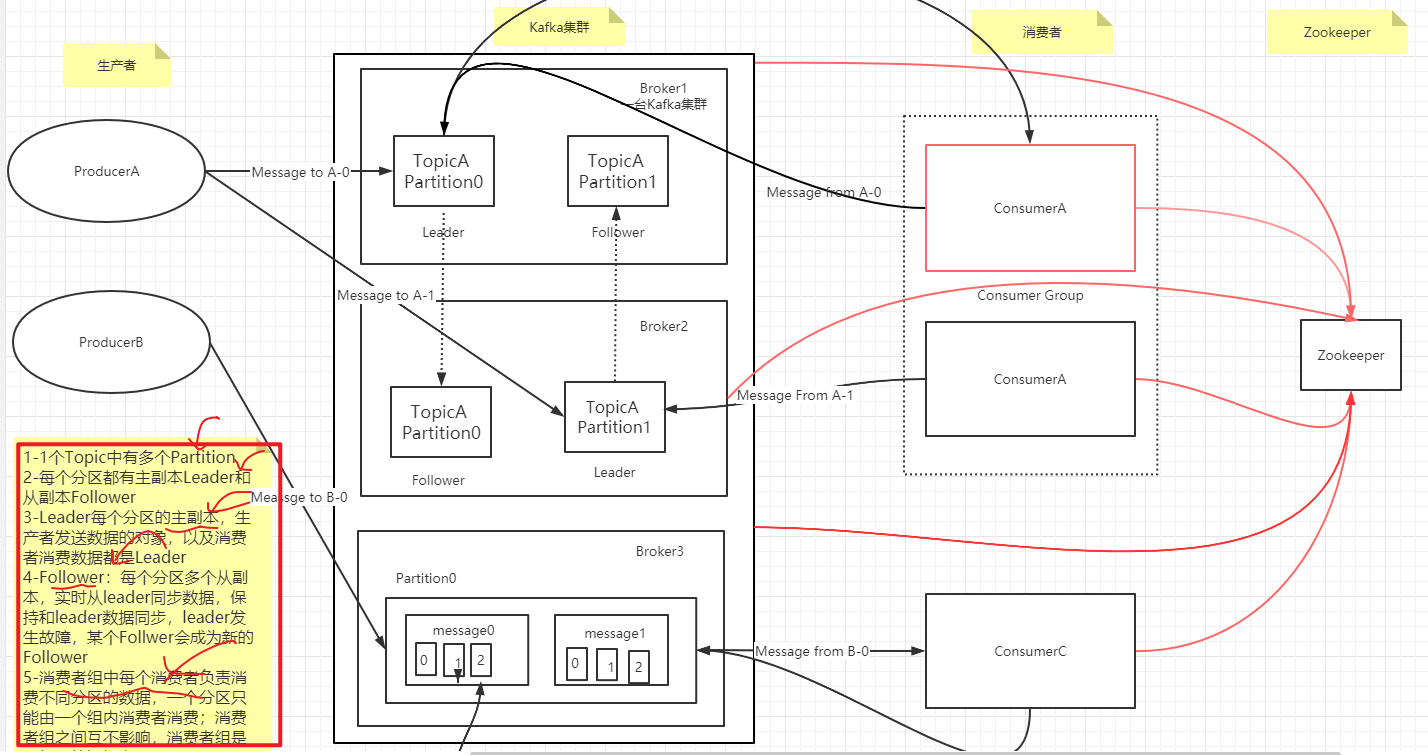 Kafka集群
消费者
Zookeeper
生产者
Broker1
一台Kafka集群
TopicA
Partition0
TopicA
Partition1
ProducerA
Message to A-0
Message from A-0
ConsumerA
Leader
Follower
Message to A-1
Consumer Group
Broker2
ProducerB
Zookeeper
ConsumerA
Message From A-1
TopicA
Partition0
TopicA
Partition1
Follower
Leader
1-1个Topic中有多个Partition
2-每个分区都有主副本Leader和
从副本Follower
3-Leader每个分区的主副本，生
产者发送数据的对象，以及消费
者消费数据都是Leader
4-Follower：每个分区多个从副
本，实时从leader同步数据，保
持和leader数据同步，leader发
生故障，某个Follwer会成为新的
Follower
5-消费者组中每个消费者负责消
费不同分区的数据，一个分区只
能由一个组内消费者消费；消费
者组之间互不影响，消费者组是
Meassge to B-0
Broker3
Partition0
message0
0
1
2
message1
0
1
2
Message from B-0
ConsumerC